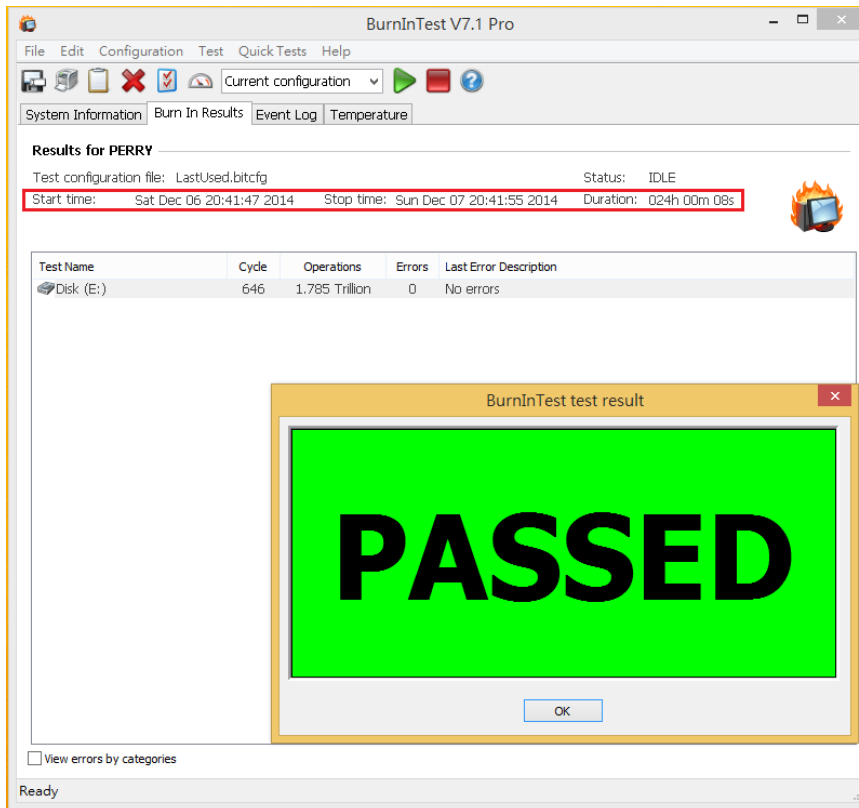 BurnInTest V7.1 Pro
File Edit Configuration Test Quick Tests Help
Current configuration
System Information Burn In Results Event Log Temperature
Results for PERRY
Test configuration file: LastUsed.bitcfg Status: IDLE
Start time: Sat Dec 06 20:41:47 2014 Stop time: Sun Dec 07 20:41:55 2014 Duration: 024h 00m 08s
Test Name Cycle Operations Errors Last Error Description
Disk (E:) 646 1.785 Trillion 0 No errors
BurnInTest test result
PASSED
OK
View errors by categories
Ready